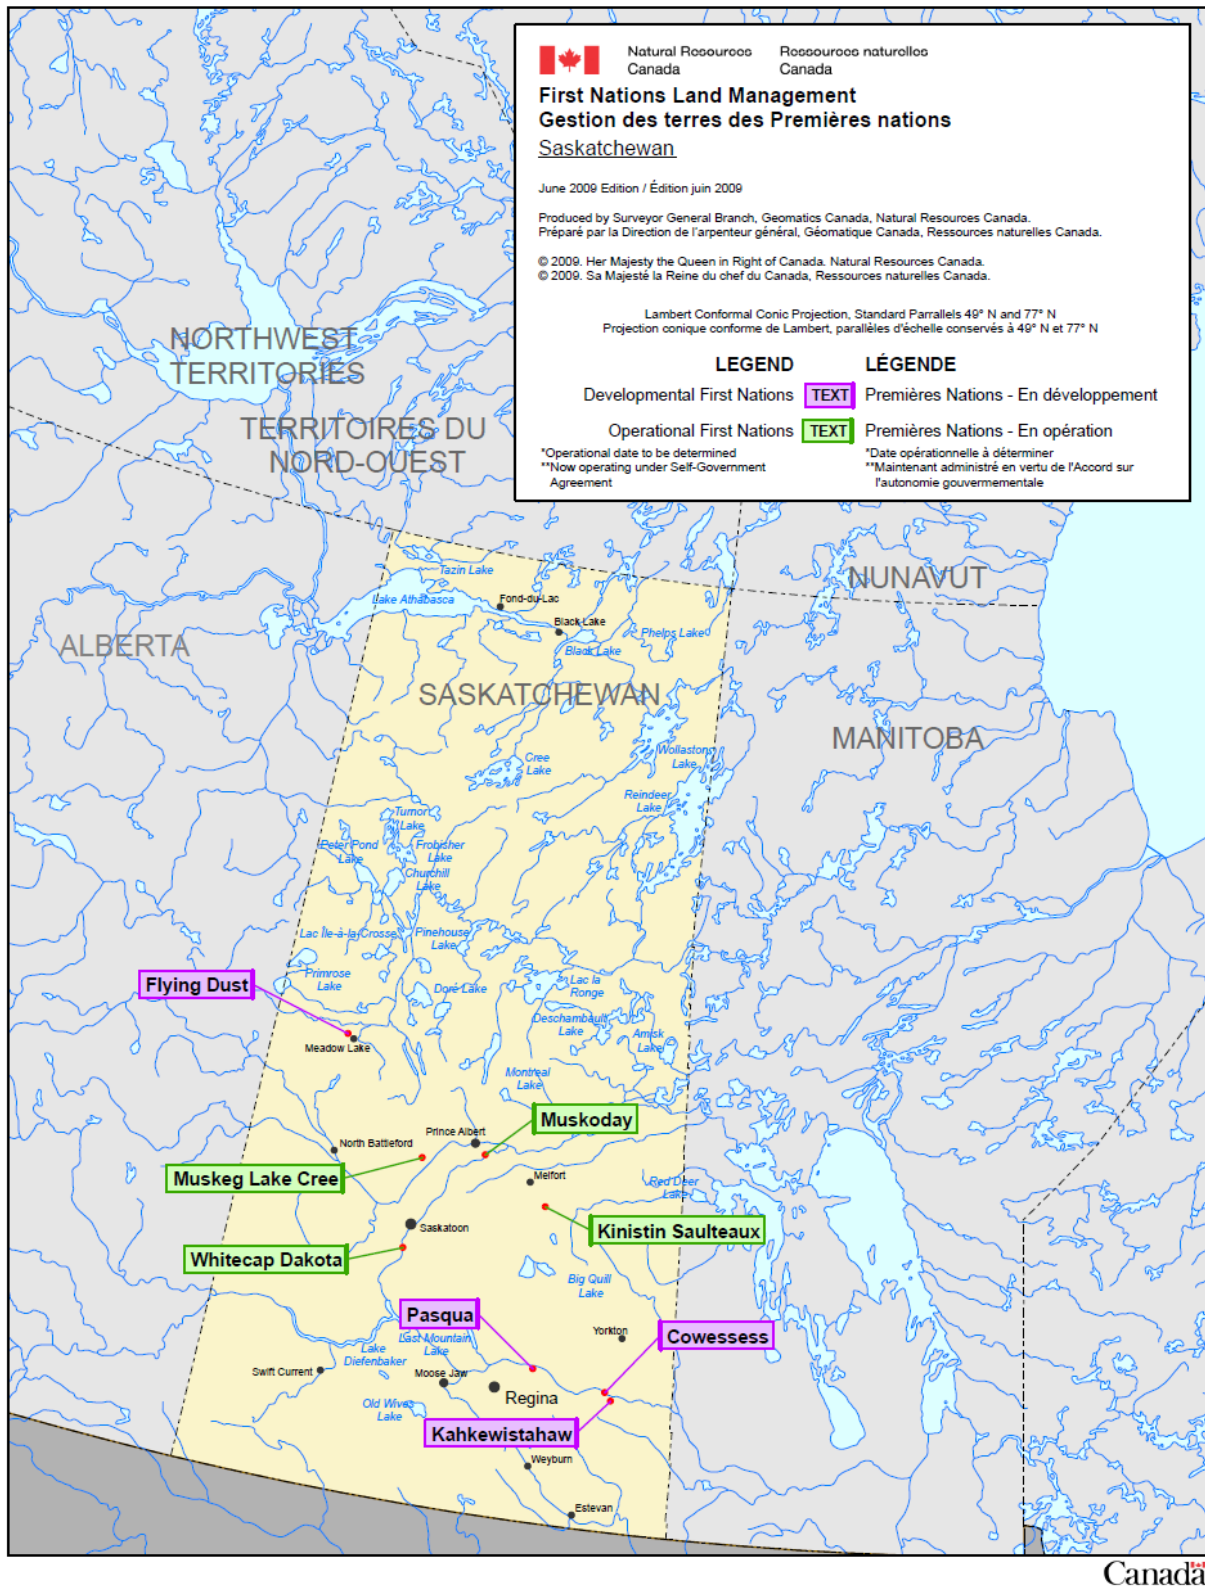 Natural Resources Canada
Ressources naturelles Canada
First Nations Land Management
Gestion des terres des Premières nations
Saskatchewan
June 2009 Edition / Édition juin 2009
Produced by Surveyor General Branch, Geomatics Canada, Natural Resources Canada.
Préparé par la Direction de l'arpenteur général, Géomatique Canada, Ressources naturelles Canada.
© 2009. Her Majesty the Queen in Right of Canada. Natural Resources Canada.
© 2009. Sa Majesté la Reine du chef du Canada, Ressources naturelles Canada.
Lambert Conformal Conic Projection, Standard Parrallels 49° N and 77° N
Projection conique conforme de Lambert, parallèles d'échelle conservés à 49° N et 77° N
LEGEND LÉGENDE
Developmental First Nations TEXT Premières Nations - En développement
Operational First Nations TEXT Premières Nations - En opération
*Operational date to be determined
**Now operating under Self-Government
Agreement
*Date opérationnelle à déterminer
**Maintenant administré en vertu de l'Accord sur
l'autonomie gouvermementale
NORTHWEST
TERRITORIES
TERRITOIRES DU
NORD-OUEST
NUNAVUT
ALBERTA
SASKATCHEWAN
MANITOBA
Tazin Lake
Lake Athabasca
Fond-du-Lac
Black Lake
Black Lake
Phelps Lake
Wollaston
Lake
Cree
Lake
Reindeer
Lake
Turnor
Lake
Peter Pond
Lake
Frobisher
Lake
Churchill
Lake
Lac Île-à-la-Crosse
Pinehouse
Lake
Primrose
Lake
Doré Lake
Lac la
Ronge
Deschambault
Lake
Amisk
Lake
Flying Dust
Meadow Lake
Montreal
Lake
Muskoday
Prince Albert
North Battleford
Muskeg Lake Cree
Melfort
Red Deer
Lake
Saskatoon
Kinistin Saulteaux
Whitecap Dakota
Big Quill
Lake
Pasqua
Yorkton
Cowessess
Last Mountain
Lake
Lake
Diefenbaker
Swift Current
Moose Jaw
Regina
Old Wives
Lake
Kahkewistahaw
Weyburn
Estevan
Canada